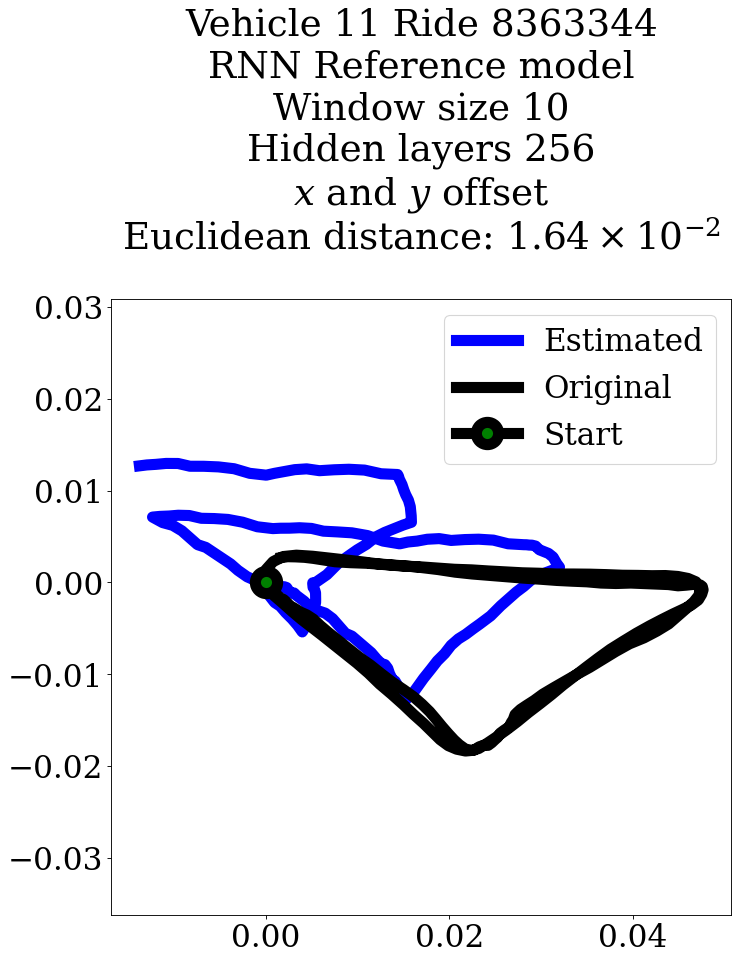 Vehicle 11 Ride 8363344
RNN Reference model
Window size 10
Hidden layers 256
x and y offset
Euclidean distance: 1.64 × 10⁻²
Estimated
Original
Start
0.03
0.02
0.01
0.00
−0.01
−0.02
−0.03
0.00 0.02 0.04